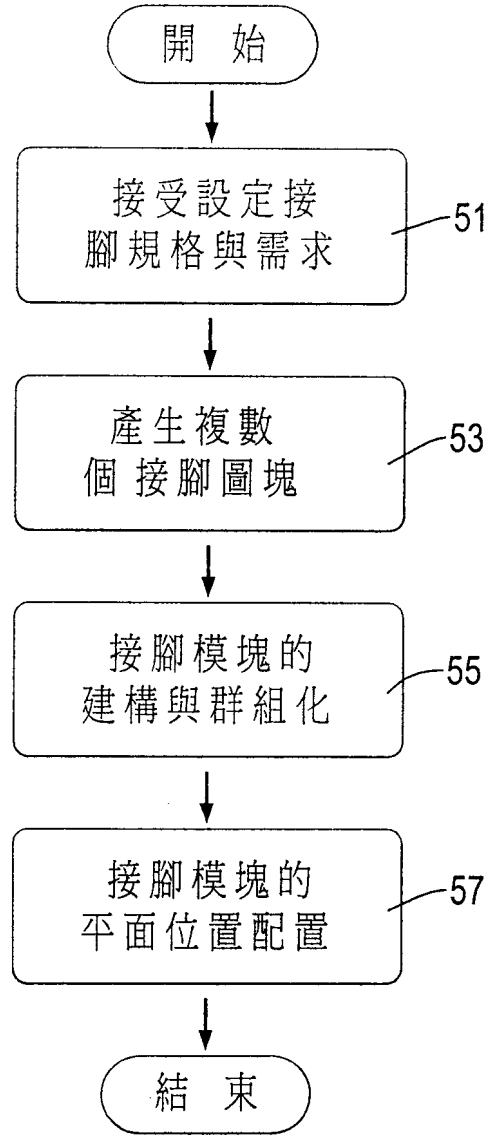 開 始
接受設定接
腳規格與需求
51
產生複數
個 接腳圖塊
53
接腳模塊的
建構與群組化
55
接腳模塊的
平面位置配置
57
結 束